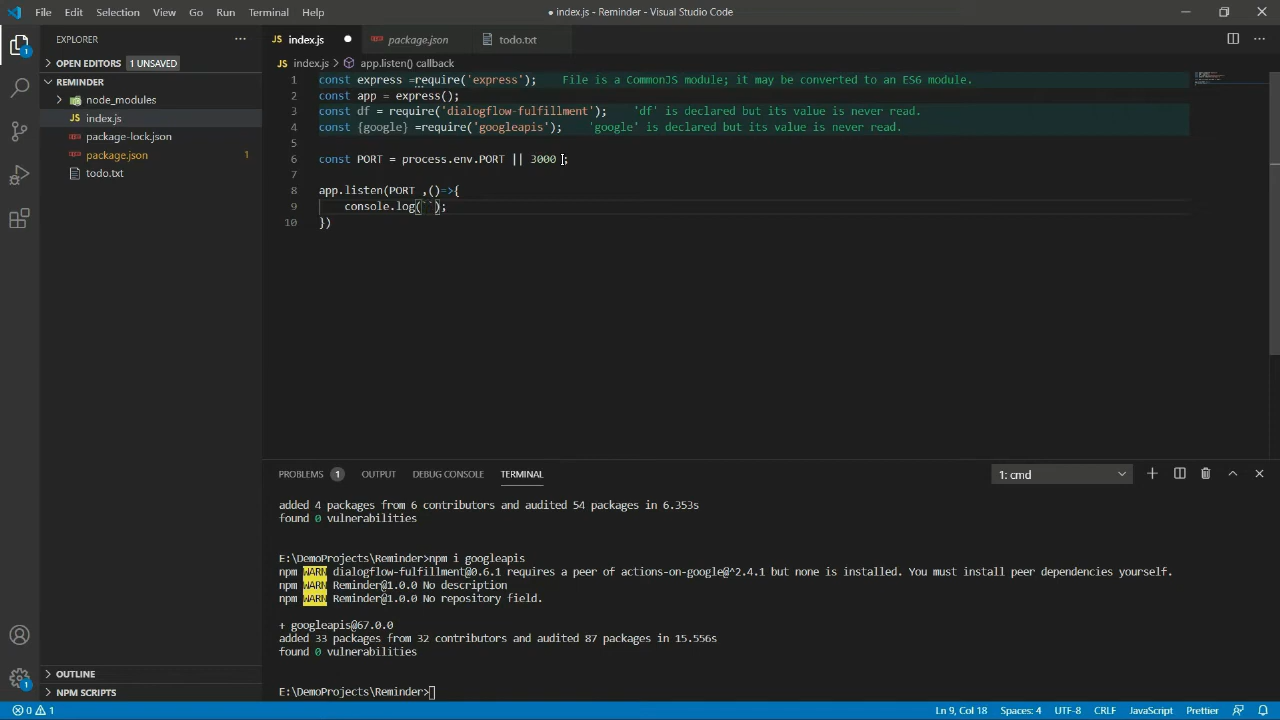 File Edit Selection View Go Run Terminal Help ● index.js - Reminder - Visual Studio Code
EXPLORER ...
JS index.js ● package.json todo.txt
OPEN EDITORS 1 UNSAVED
JS index.js > app.listen() callback
REMINDER
node_modules
JS index.js
package-lock.json
package.json 1
todo.txt
1 const express =require('express'); File is a CommonJS module; it may be converted to an ES6 module.
2 const app = express();
3 const df = require('dialogflow-fulfillment'); 'df' is declared but its value is never read.
4 const {google} =require('googleapis'); 'google' is declared but its value is never read.
5
6 const PORT = process.env.PORT || 3000 ;
7
8 app.listen(PORT ,()=>{
9 console.log(``);
10 })
PROBLEMS 1 OUTPUT DEBUG CONSOLE TERMINAL 1: cmd
added 4 packages from 6 contributors and audited 54 packages in 6.353s
found 0 vulnerabilities
E:\DemoProjects\Reminder>npm i googleapis
npm WARN dialogflow-fulfillment@0.6.1 requires a peer of actions-on-google@^2.4.1 but none is installed. You must install peer dependencies yourself.
npm WARN Reminder@1.0.0 No description
npm WARN Reminder@1.0.0 No repository field.
+ googleapis@67.0.0
added 33 packages from 32 contributors and audited 87 packages in 15.556s
found 0 vulnerabilities
E:\DemoProjects\Reminder>
OUTLINE
NPM SCRIPTS
1
1
0 1 Ln 9, Col 18 Spaces: 4 UTF-8 CRLF JavaScript Prettier